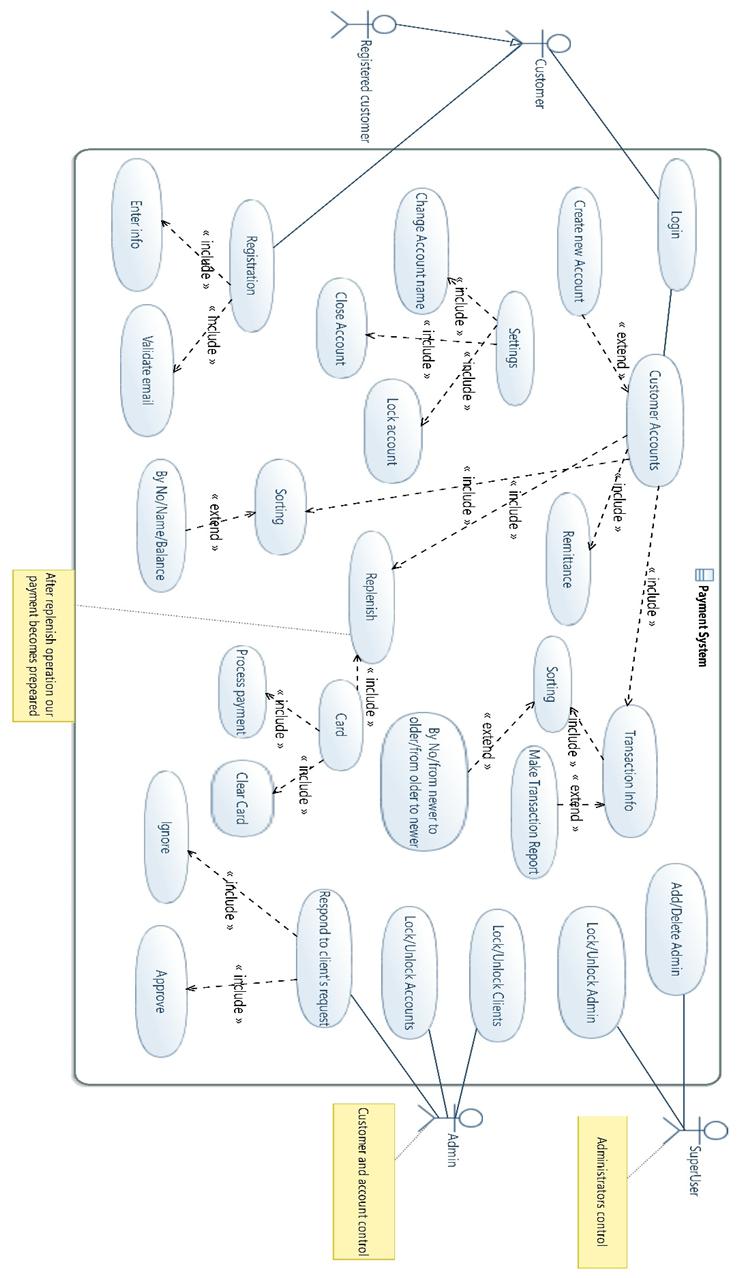 Payment System
Customer
Registered customer
Login
Create new Account
« extend »
Customer Accounts
Settings
Change Account name
« include »
Close Account
« include »
Lock account
« include »
Registration
Enter info
« include »
Validate email
« include »
Sorting
« include »
By No/Name/Balance
« extend »
Remittance
« include »
Replenish
« include »
Transaction Info
« include »
Sorting
« include »
Make Transaction Report
« extend »
By No/from newer to
older/from older to newer
« extend »
Card
« include »
Process payment
« include »
Clear Card
« include »
After replenish operation our
payment becomes prepeared
Add/Delete Admin
Lock/Unlock Admin
Lock/Unlock Clients
Lock/Unlock Accounts
Respond to client's request
Ignore
« include »
Approve
« include »
SuperUser
Administrators control
Admin
Customer and account control